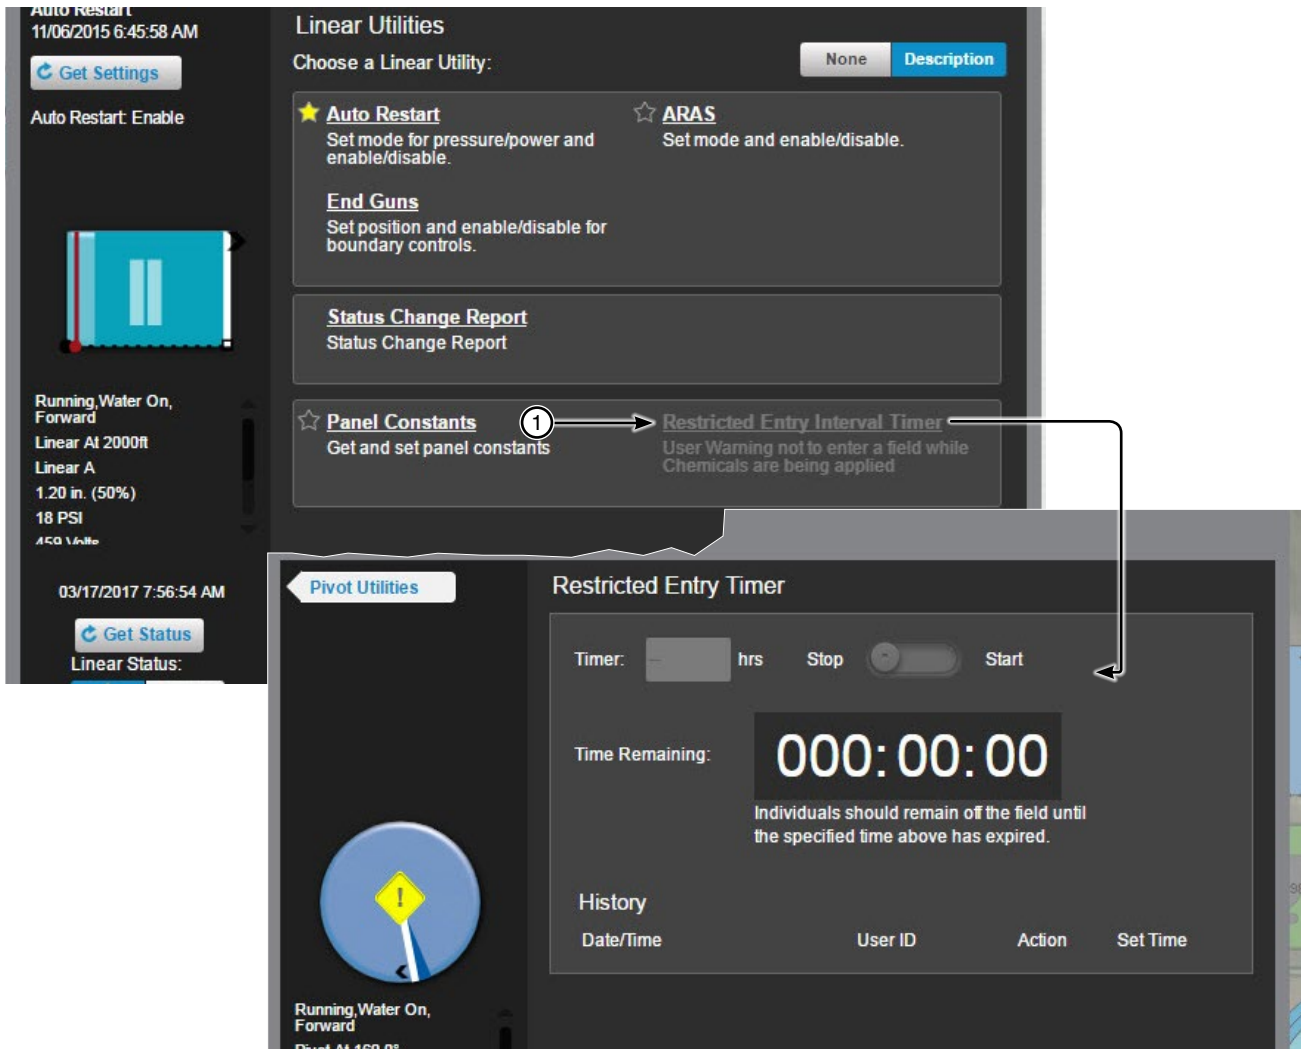 Auto Restart
11/06/2015 6:45:58 AM
Get Settings
Auto Restart: Enable
Linear Utilities
Choose a Linear Utility:
None
Description
Auto Restart
Set mode for pressure/power and
enable/disable.
ARAS
Set mode and enable/disable.
End Guns
Set position and enable/disable for
boundary controls.
Status Change Report
Status Change Report
Panel Constants
Get and set panel constants
1
Restricted Entry Interval Timer
User Warning not to enter a field while
Chemicals are being applied
Running,Water On,
Forward
Linear At 2000ft
Linear A
1.20 in. (50%)
18 PSI
459 Volts
03/17/2017 7:56:54 AM
Get Status
Linear Status:
Pivot Utilities
Restricted Entry Timer
Timer:
hrs
Stop
Start
Time Remaining:
000:00:00
Individuals should remain off the field until
the specified time above has expired.
History
Date/Time
User ID
Action
Set Time
!
Running,Water On,
Forward